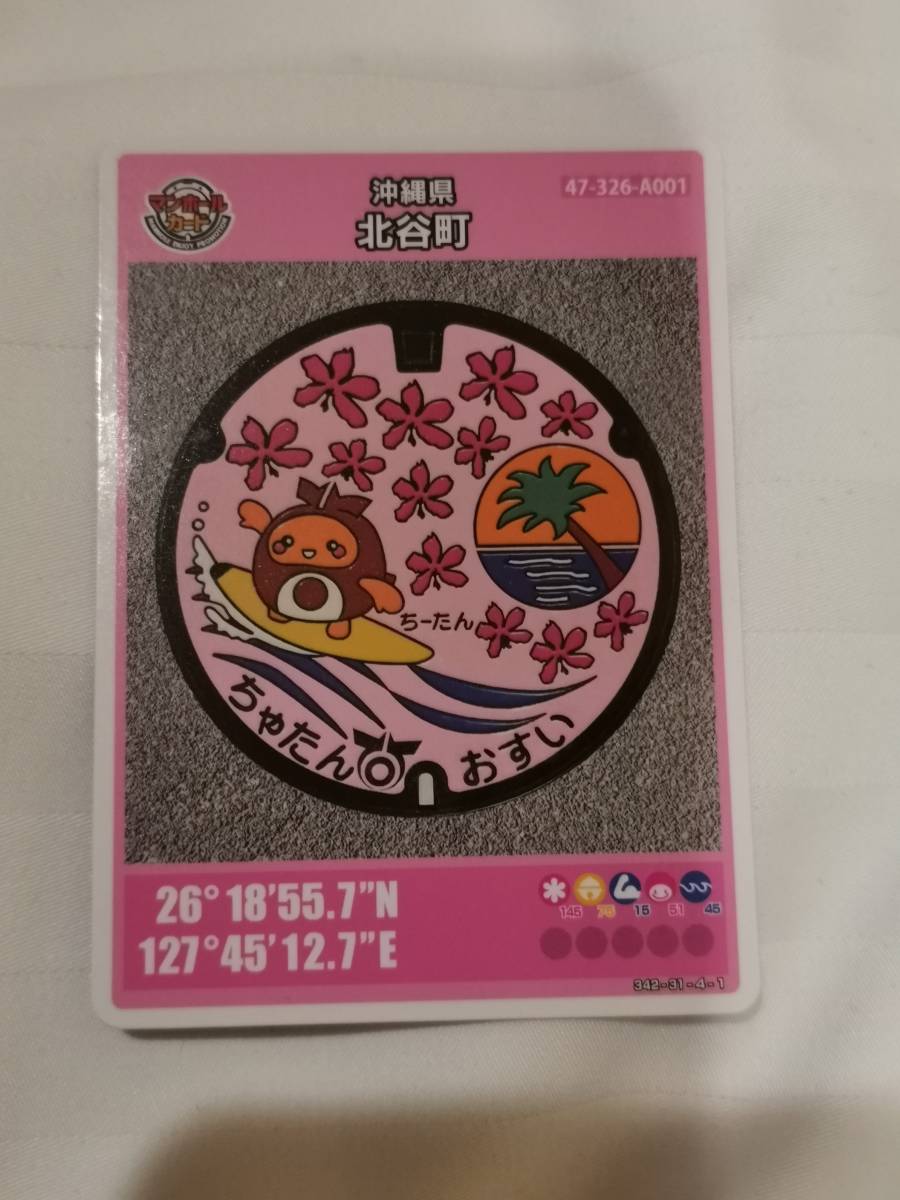 マンホール
カード
沖縄県
北谷町
47-326-A001
ちーたん
ちゃたん
おすい
26°18'55.7"N
127°45'12.7"E
145 75 15 51 45
342-31-4-1